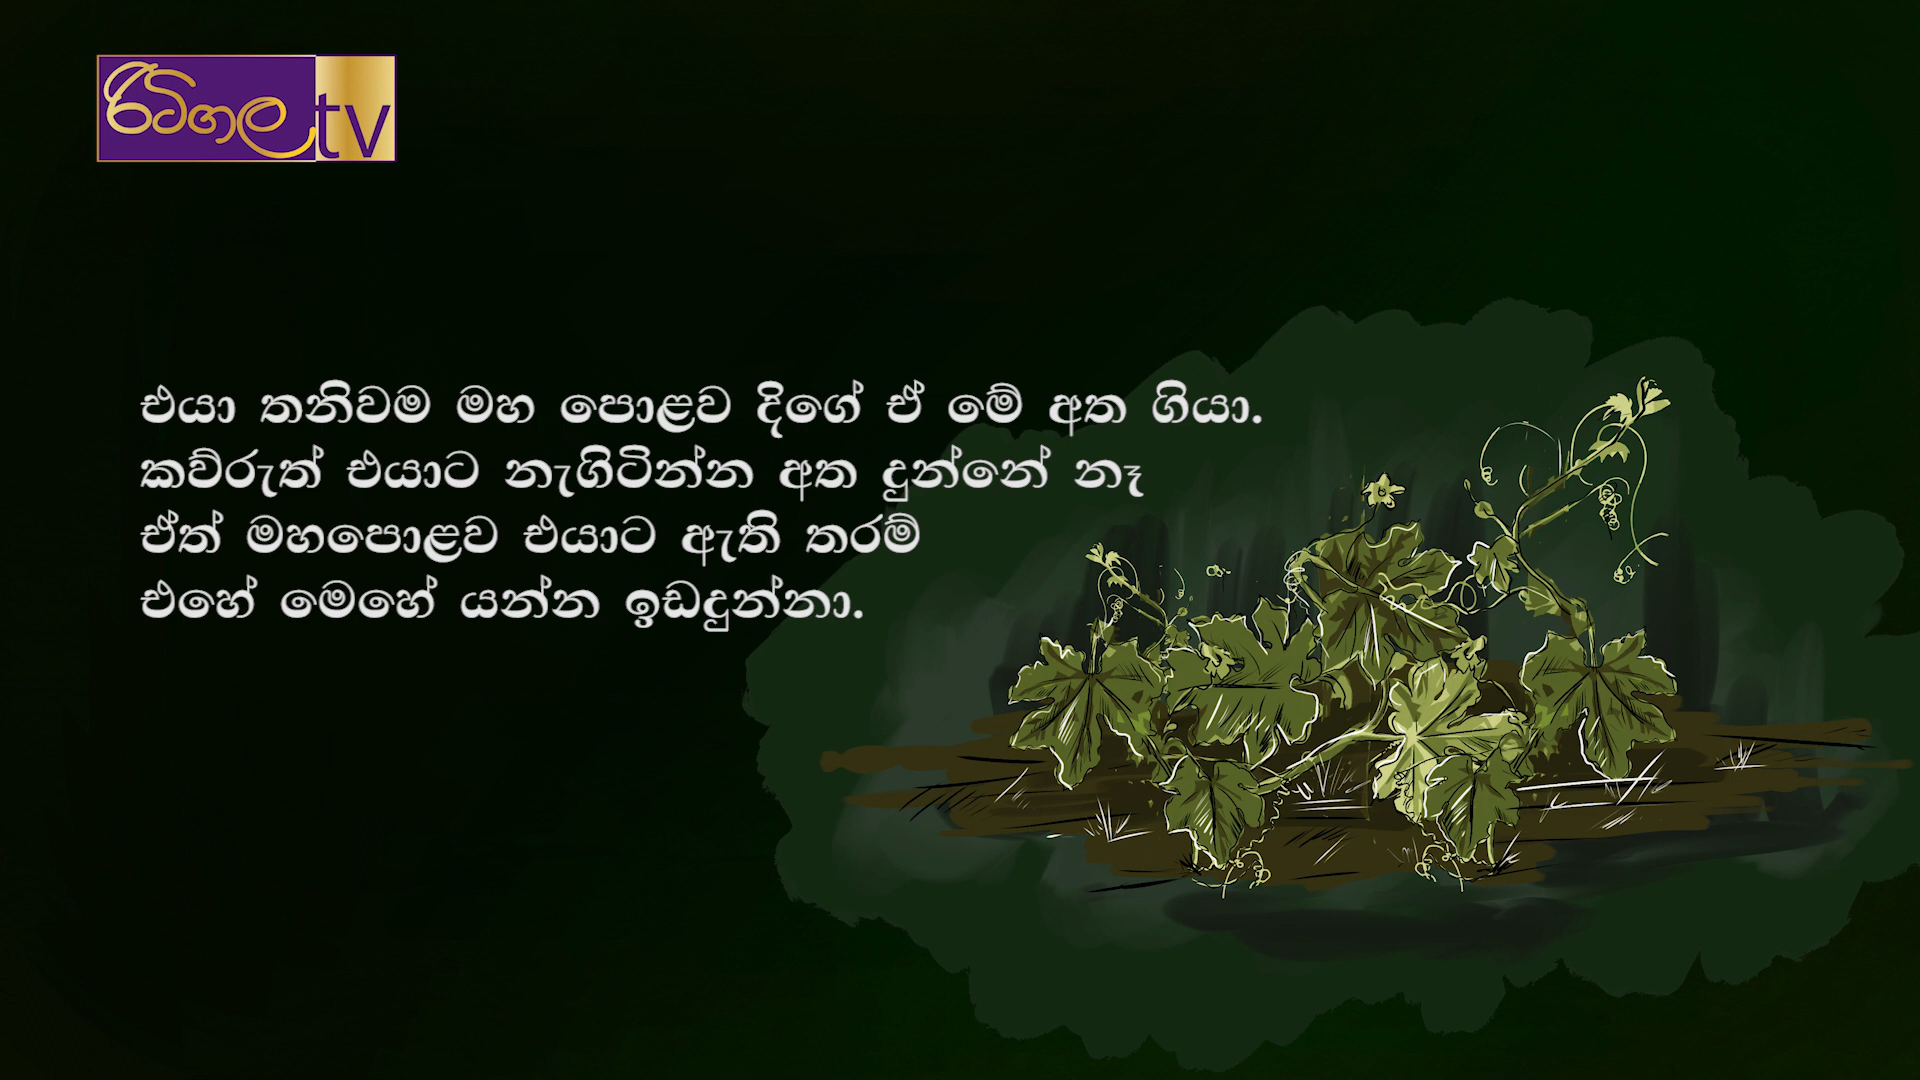 රිටිගල tv
එයා තනිවම මහ පොළව දිගේ ඒ මේ අත ගියා.
කව්රුත් එයාට නැගිටින්න අත දුන්නේ නෑ
ඒත් මහපොළව එයාට ඇති තරම්
එහේ මෙහේ යන්න ඉඩදුන්නා.